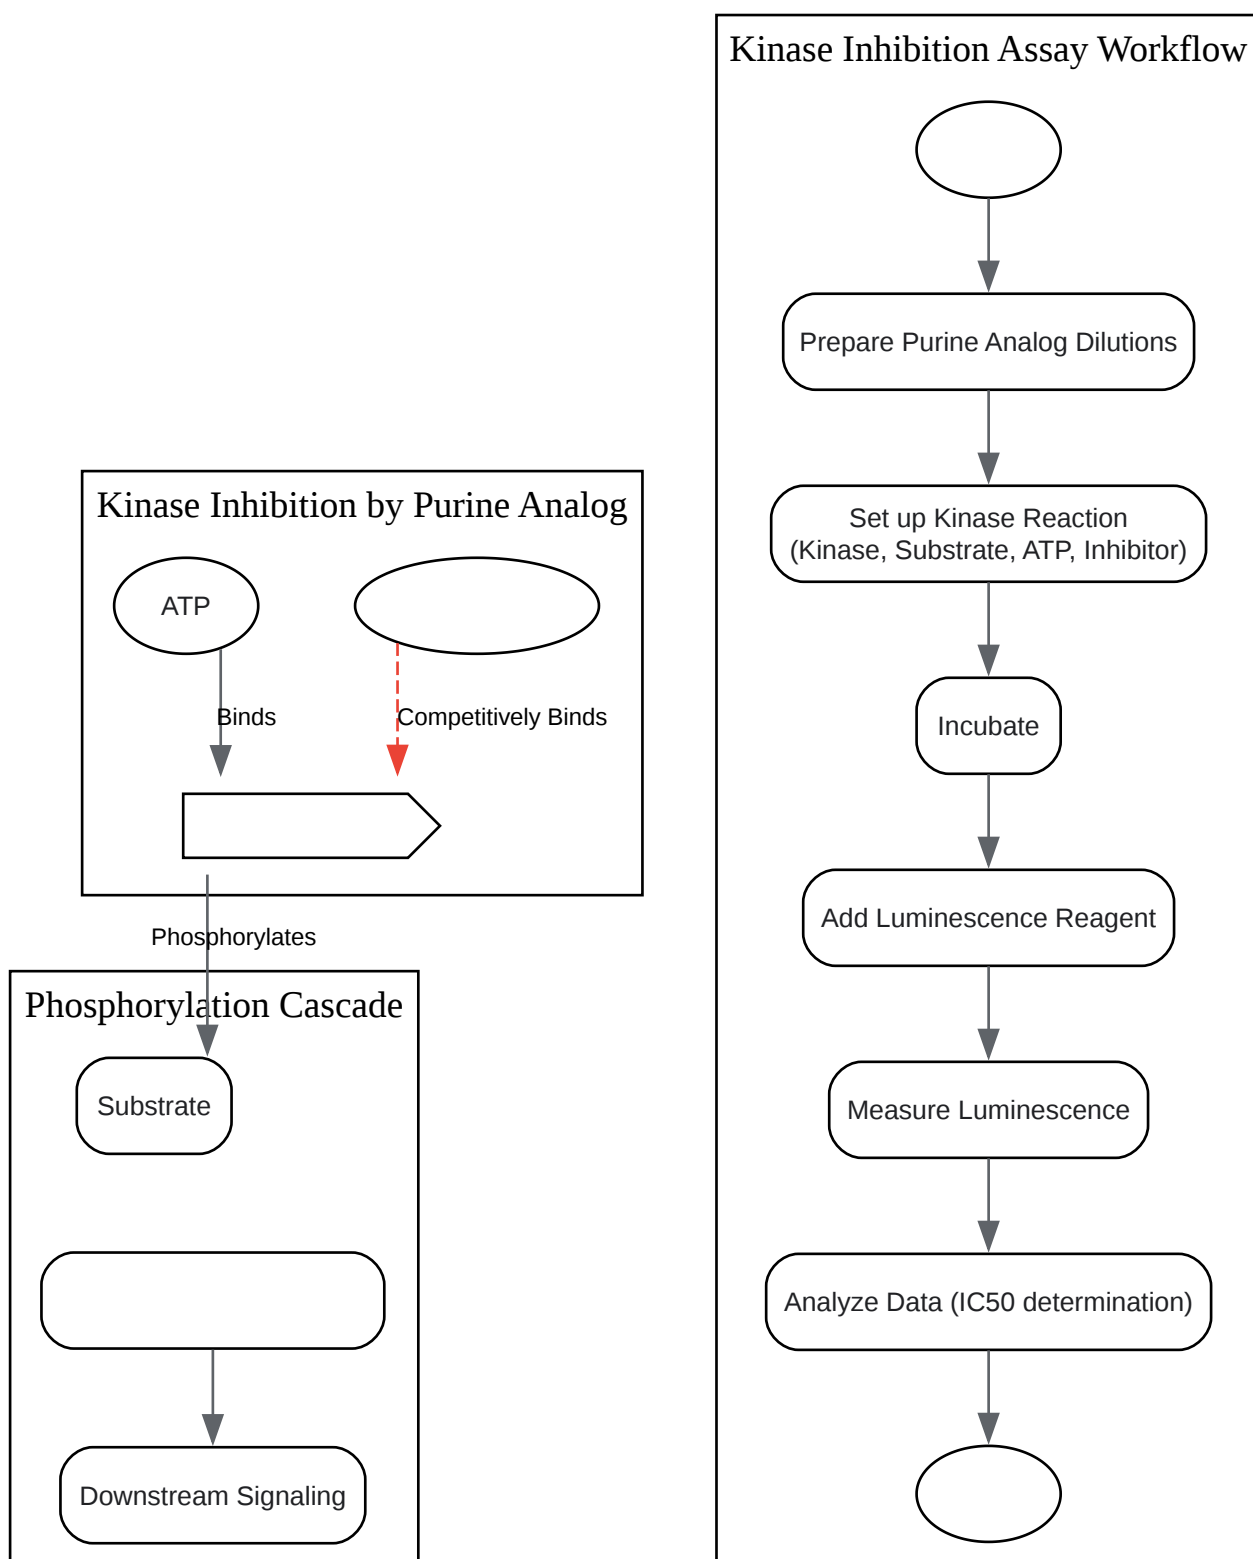 Kinase Inhibition Assay Workflow
Prepare Purine Analog Dilutions
Set up Kinase Reaction
(Kinase, Substrate, ATP, Inhibitor)
Incubate
Add Luminescence Reagent
Measure Luminescence
Analyze Data (IC50 determination)
Kinase Inhibition by Purine Analog
ATP
Binds
Competitively Binds
Phosphorylates
Phosphorylation Cascade
Substrate
Downstream Signaling